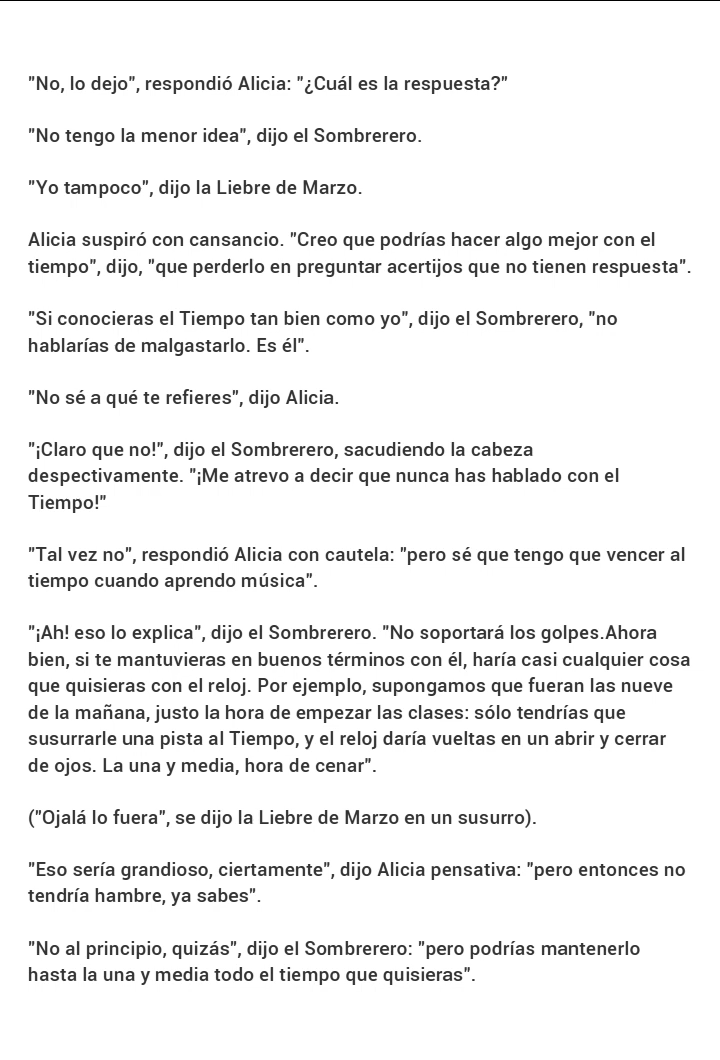 "No, lo dejo", respondió Alicia: "¿Cuál es la respuesta?"
"No tengo la menor idea", dijo el Sombrerero.
"Yo tampoco", dijo la Liebre de Marzo.
Alicia suspiró con cansancio. "Creo que podrías hacer algo mejor con el
tiempo", dijo, "que perderlo en preguntar acertijos que no tienen respuesta".
"Si conocieras el Tiempo tan bien como yo", dijo el Sombrerero, "no
hablarías de malgastarlo. Es él".
"No sé a qué te refieres", dijo Alicia.
"¡Claro que no!", dijo el Sombrerero, sacudiendo la cabeza
despectivamente. "¡Me atrevo a decir que nunca has hablado con el
Tiempo!"
"Tal vez no", respondió Alicia con cautela: "pero sé que tengo que vencer al
tiempo cuando aprendo música".
"¡Ah! eso lo explica", dijo el Sombrerero. "No soportará los golpes.Ahora
bien, si te mantuvieras en buenos términos con él, haría casi cualquier cosa
que quisieras con el reloj. Por ejemplo, supongamos que fueran las nueve
de la mañana, justo la hora de empezar las clases: sólo tendrías que
susurrarle una pista al Tiempo, y el reloj daría vueltas en un abrir y cerrar
de ojos. La una y media, hora de cenar".
("Ojalá lo fuera", se dijo la Liebre de Marzo en un susurro).
"Eso sería grandioso, ciertamente", dijo Alicia pensativa: "pero entonces no
tendría hambre, ya sabes".
"No al principio, quizás", dijo el Sombrerero: "pero podrías mantenerlo
hasta la una y media todo el tiempo que quisieras".